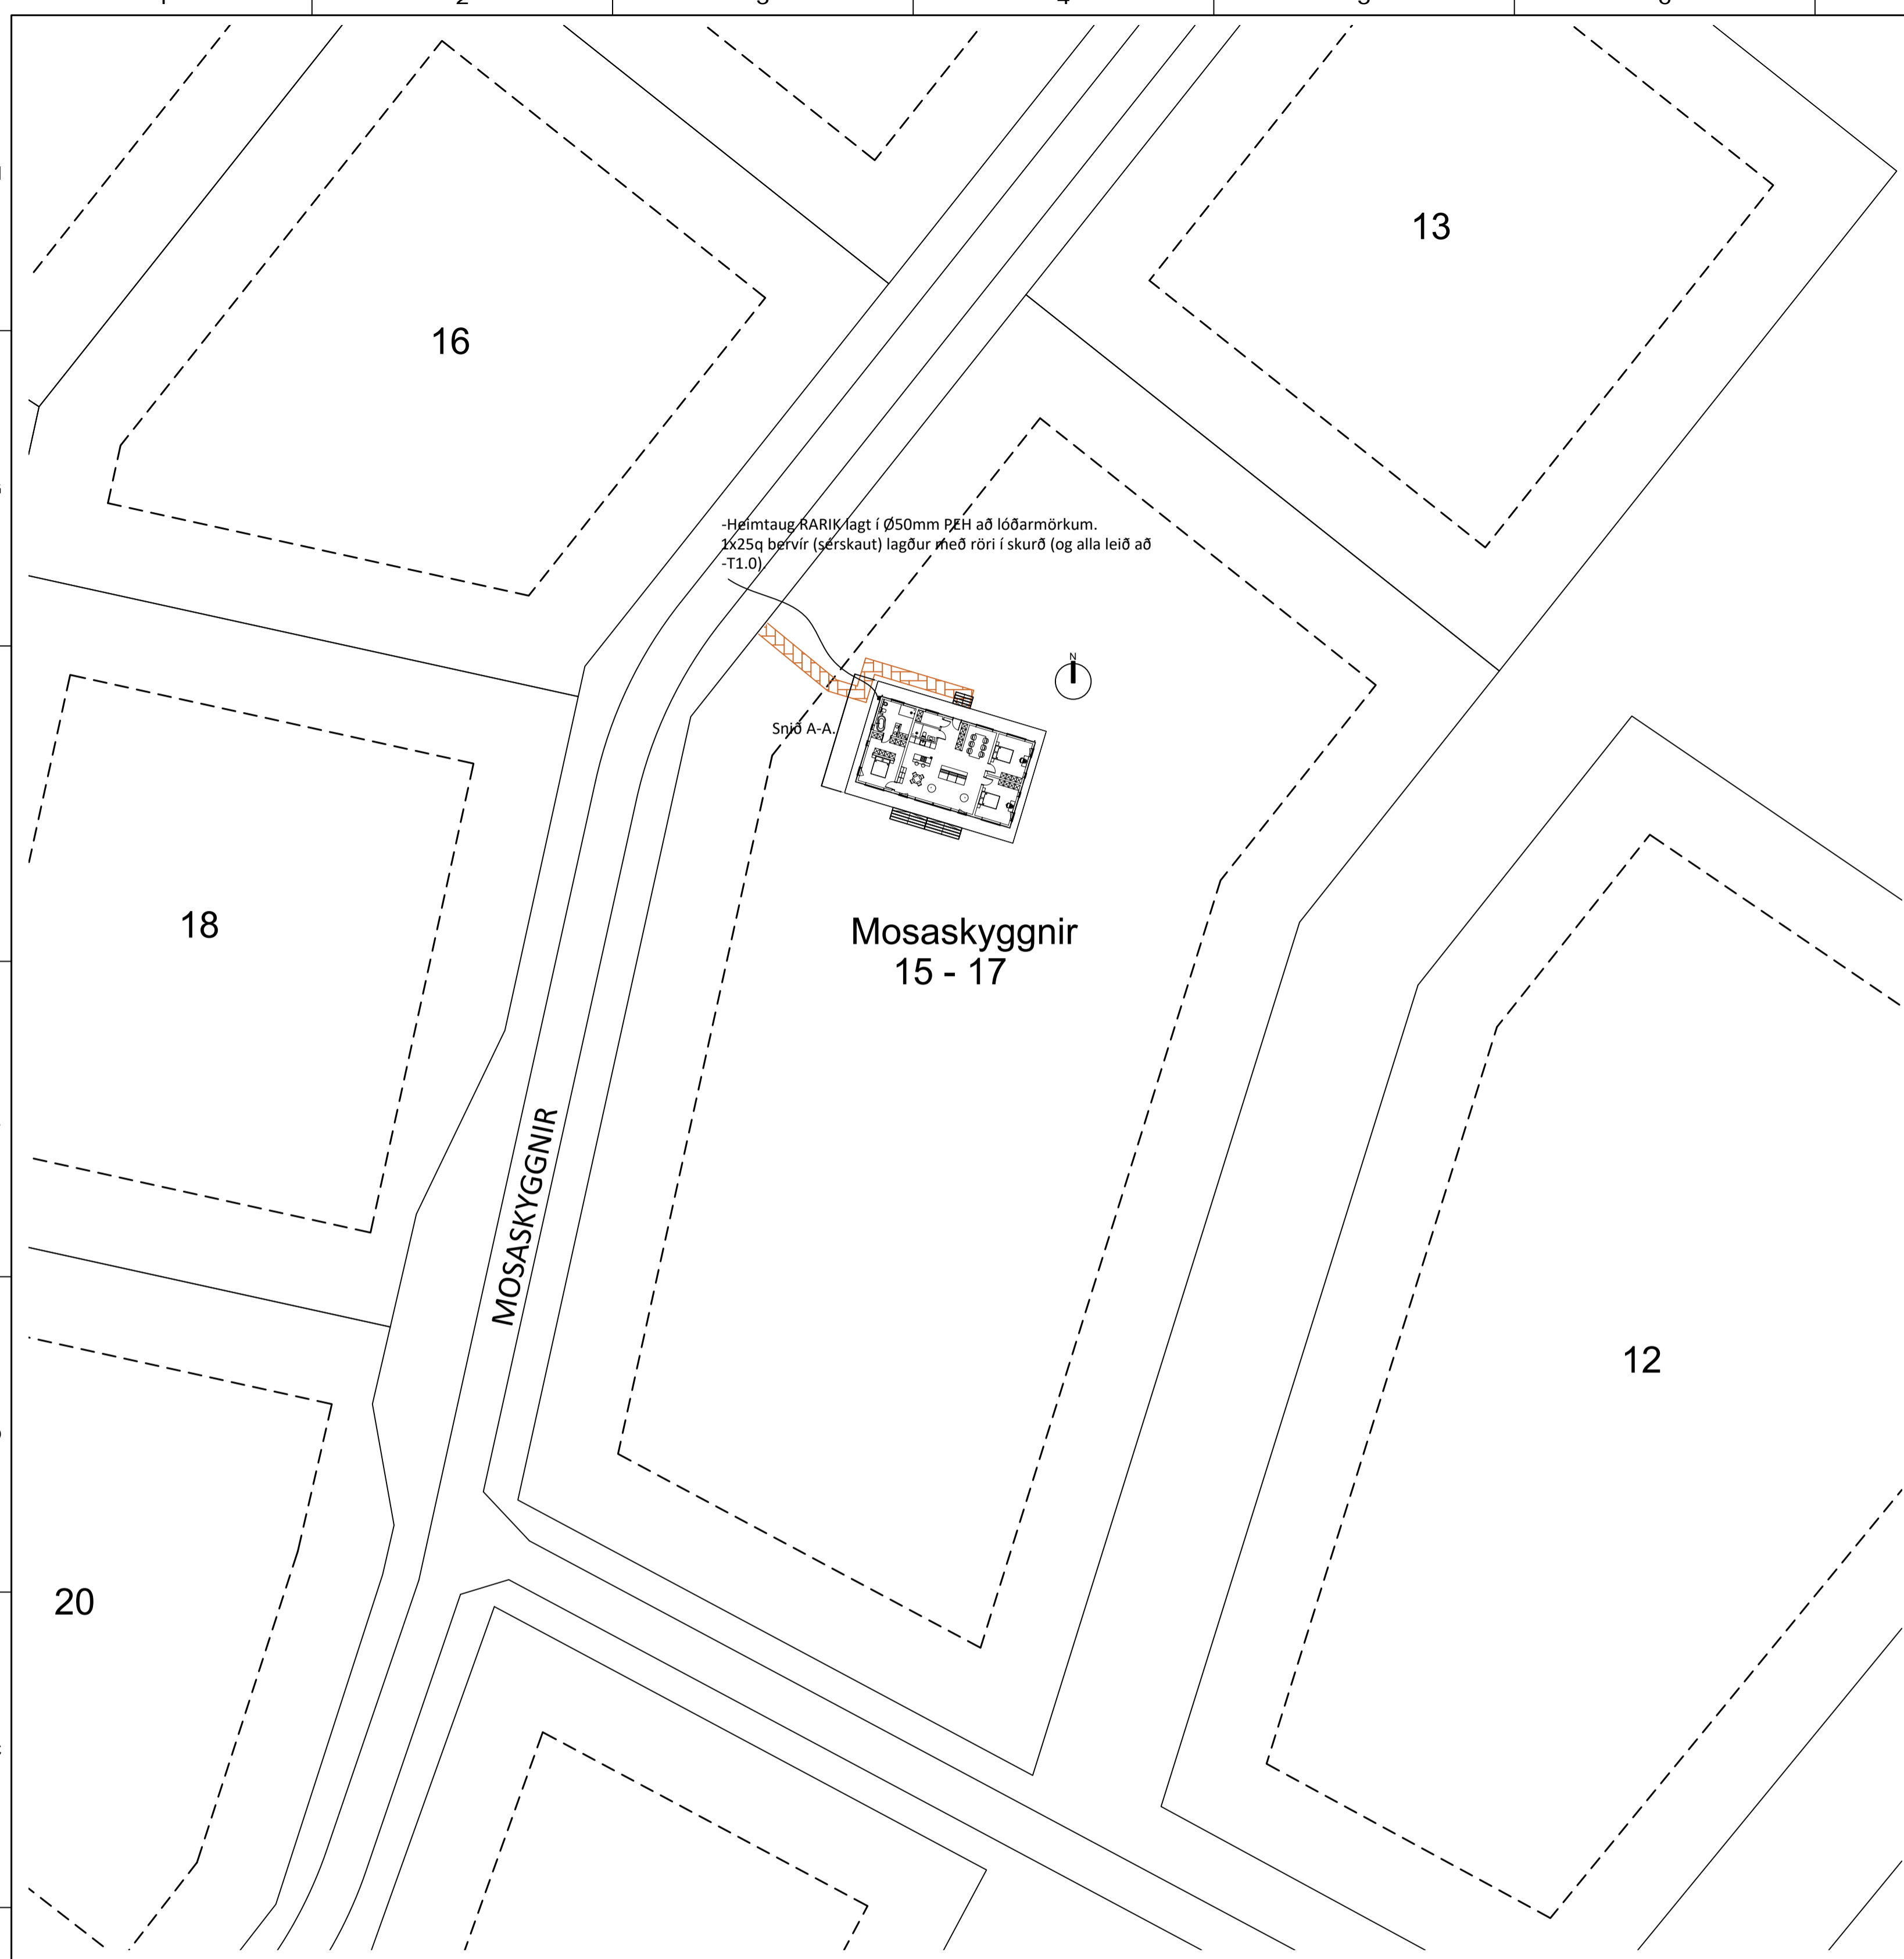 13
16
-Heimtaug RARIK lagt í Ø50mm PEH að lóðarmörkum.
1x25q bervír (sérskaut) lagður með röri í skurð (og alla leið að
-T1.0).
N
Snið A-A.
18
Mosaskyggnir
15 - 17
MOSASKYGGNIR
12
20